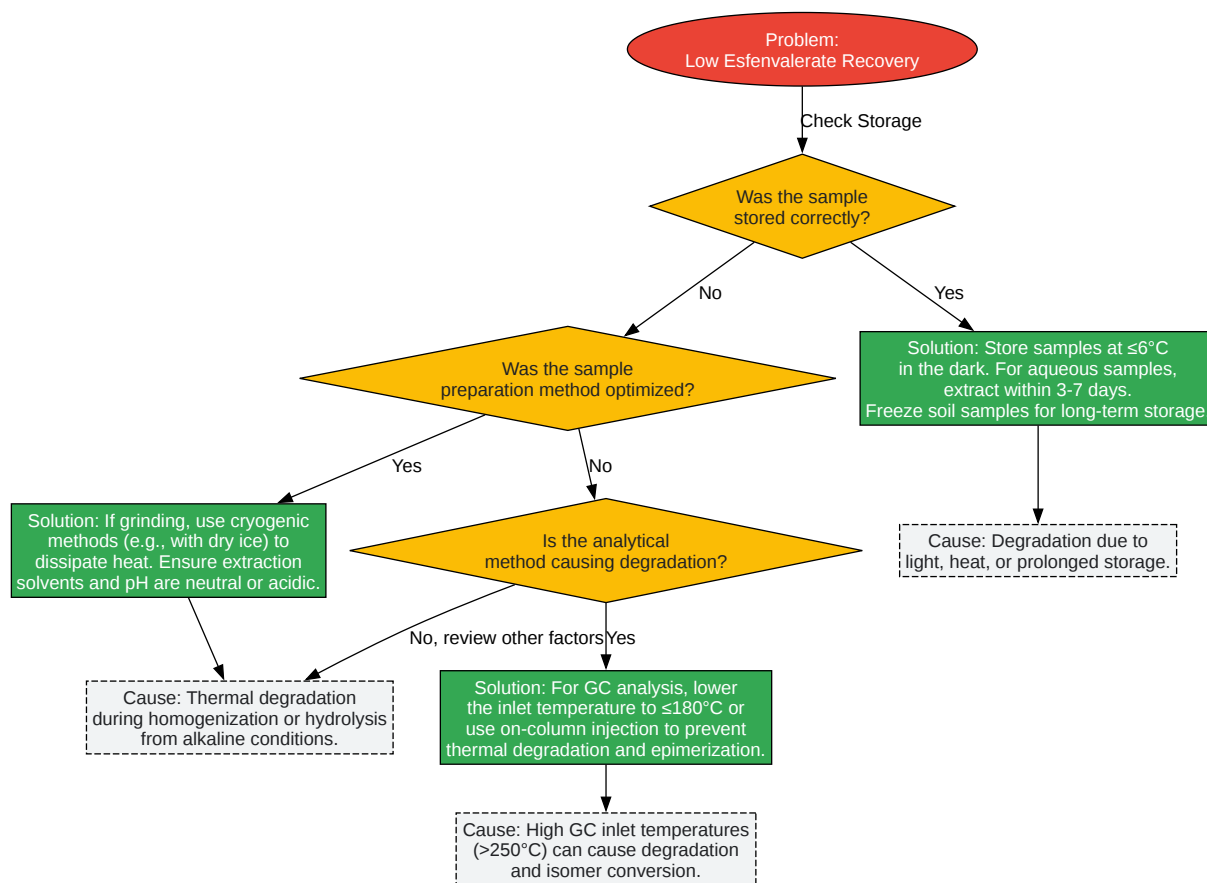 Problem:
Low Esfenvalerate Recovery
Check Storage
Was the sample
stored correctly?
No
Yes
Was the sample
preparation method optimized?
Solution: Store samples at ≤6°C
in the dark. For aqueous samples,
extract within 3-7 days.
Freeze soil samples for long-term storage.
Yes
No
Solution: If grinding, use cryogenic
methods (e.g., with dry ice) to
dissipate heat. Ensure extraction
solvents and pH are neutral or acidic.
Is the analytical
method causing degradation?
Cause: Degradation due to
light, heat, or prolonged storage.
No, review other factors
Yes
Cause: Thermal degradation
during homogenization or hydrolysis
from alkaline conditions.
Solution: For GC analysis, lower
the inlet temperature to ≤180°C or
use on-column injection to prevent
thermal degradation and epimerization.
Cause: High GC inlet temperatures
(>250°C) can cause degradation
and isomer conversion.